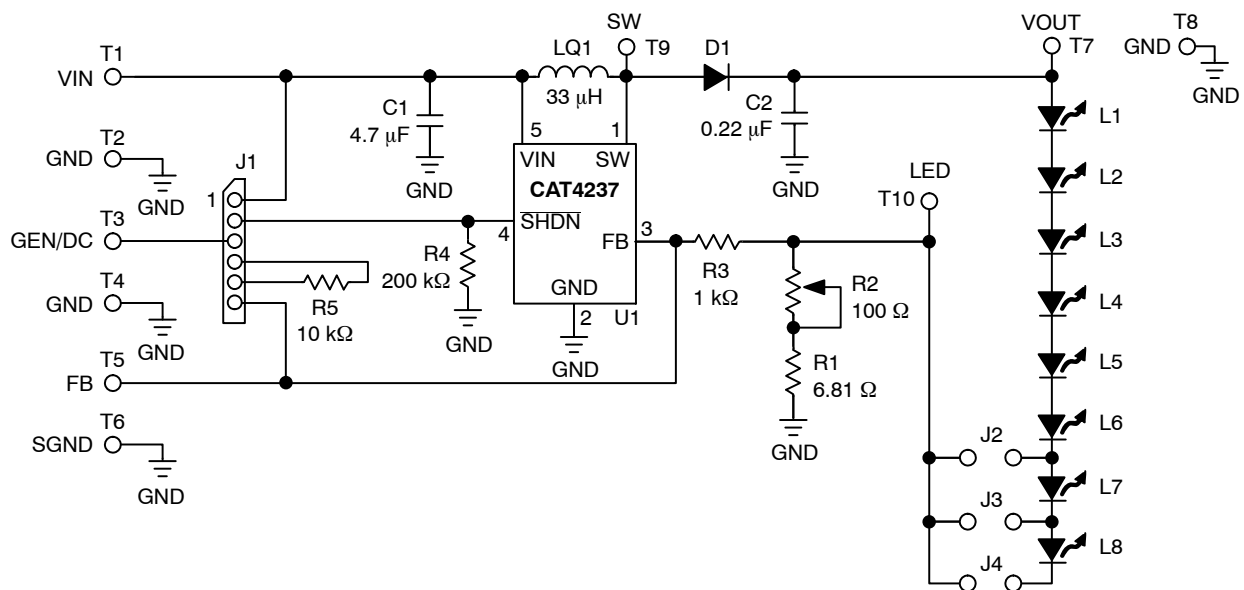 SW
T9
VOUT
T7
T8
GND
GND
T1
VIN
LQ1
33 µH
D1
C1
4.7 µF
GND
C2
0.22 µF
GND
L1
T2
GND
GND
J1
1
5
1
VIN
SW
CAT4237
LED
T10
L2
T3
GEN/DC
SHDN
4
FB
3
L3
R4
200 kΩ
GND
R3
1 kΩ
R2
100 Ω
T4
GND
GND
R5
10 kΩ
GND
2
U1
GND
L4
R1
6.81 Ω
GND
L5
T5
FB
L6
T6
SGND
GND
J2
L7
J3
L8
J4